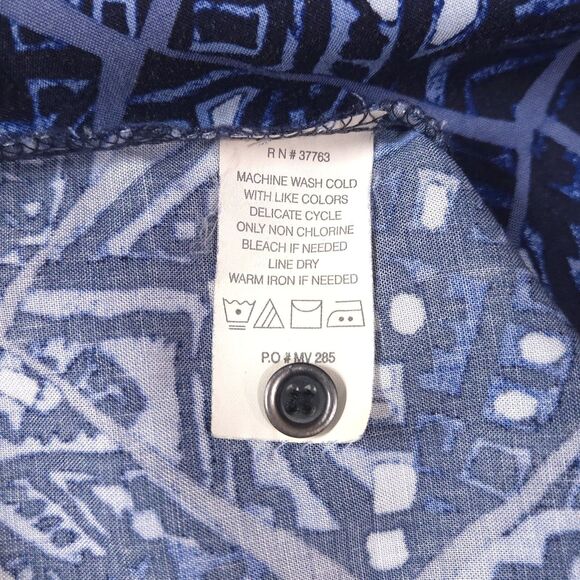 RN# 37763
MACHINE WASH COLD
WITH LIKE COLORS
DELICATE CYCLE
ONLY NON CHLORINE
BLEACH IF NEEDED
LINE DRY
WARM IRON IF NEEDED
P.O # MV 285